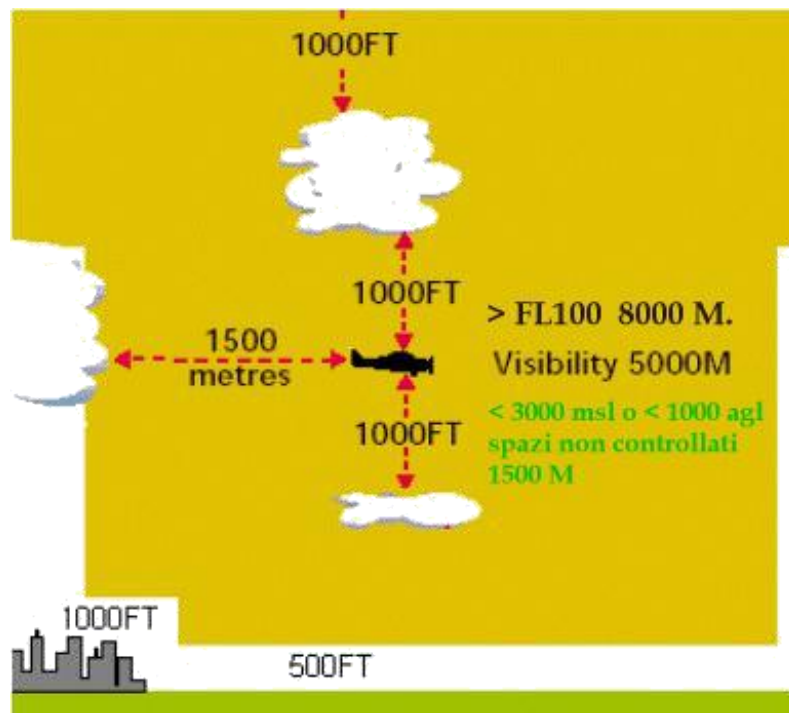 1000FT
1000FT
> FL100 8000 M.
1500
metres
Visibility 5000M
1000FT
< 3000 msl o < 1000 agl
spazi non controllati
1500 M
1000FT
500FT